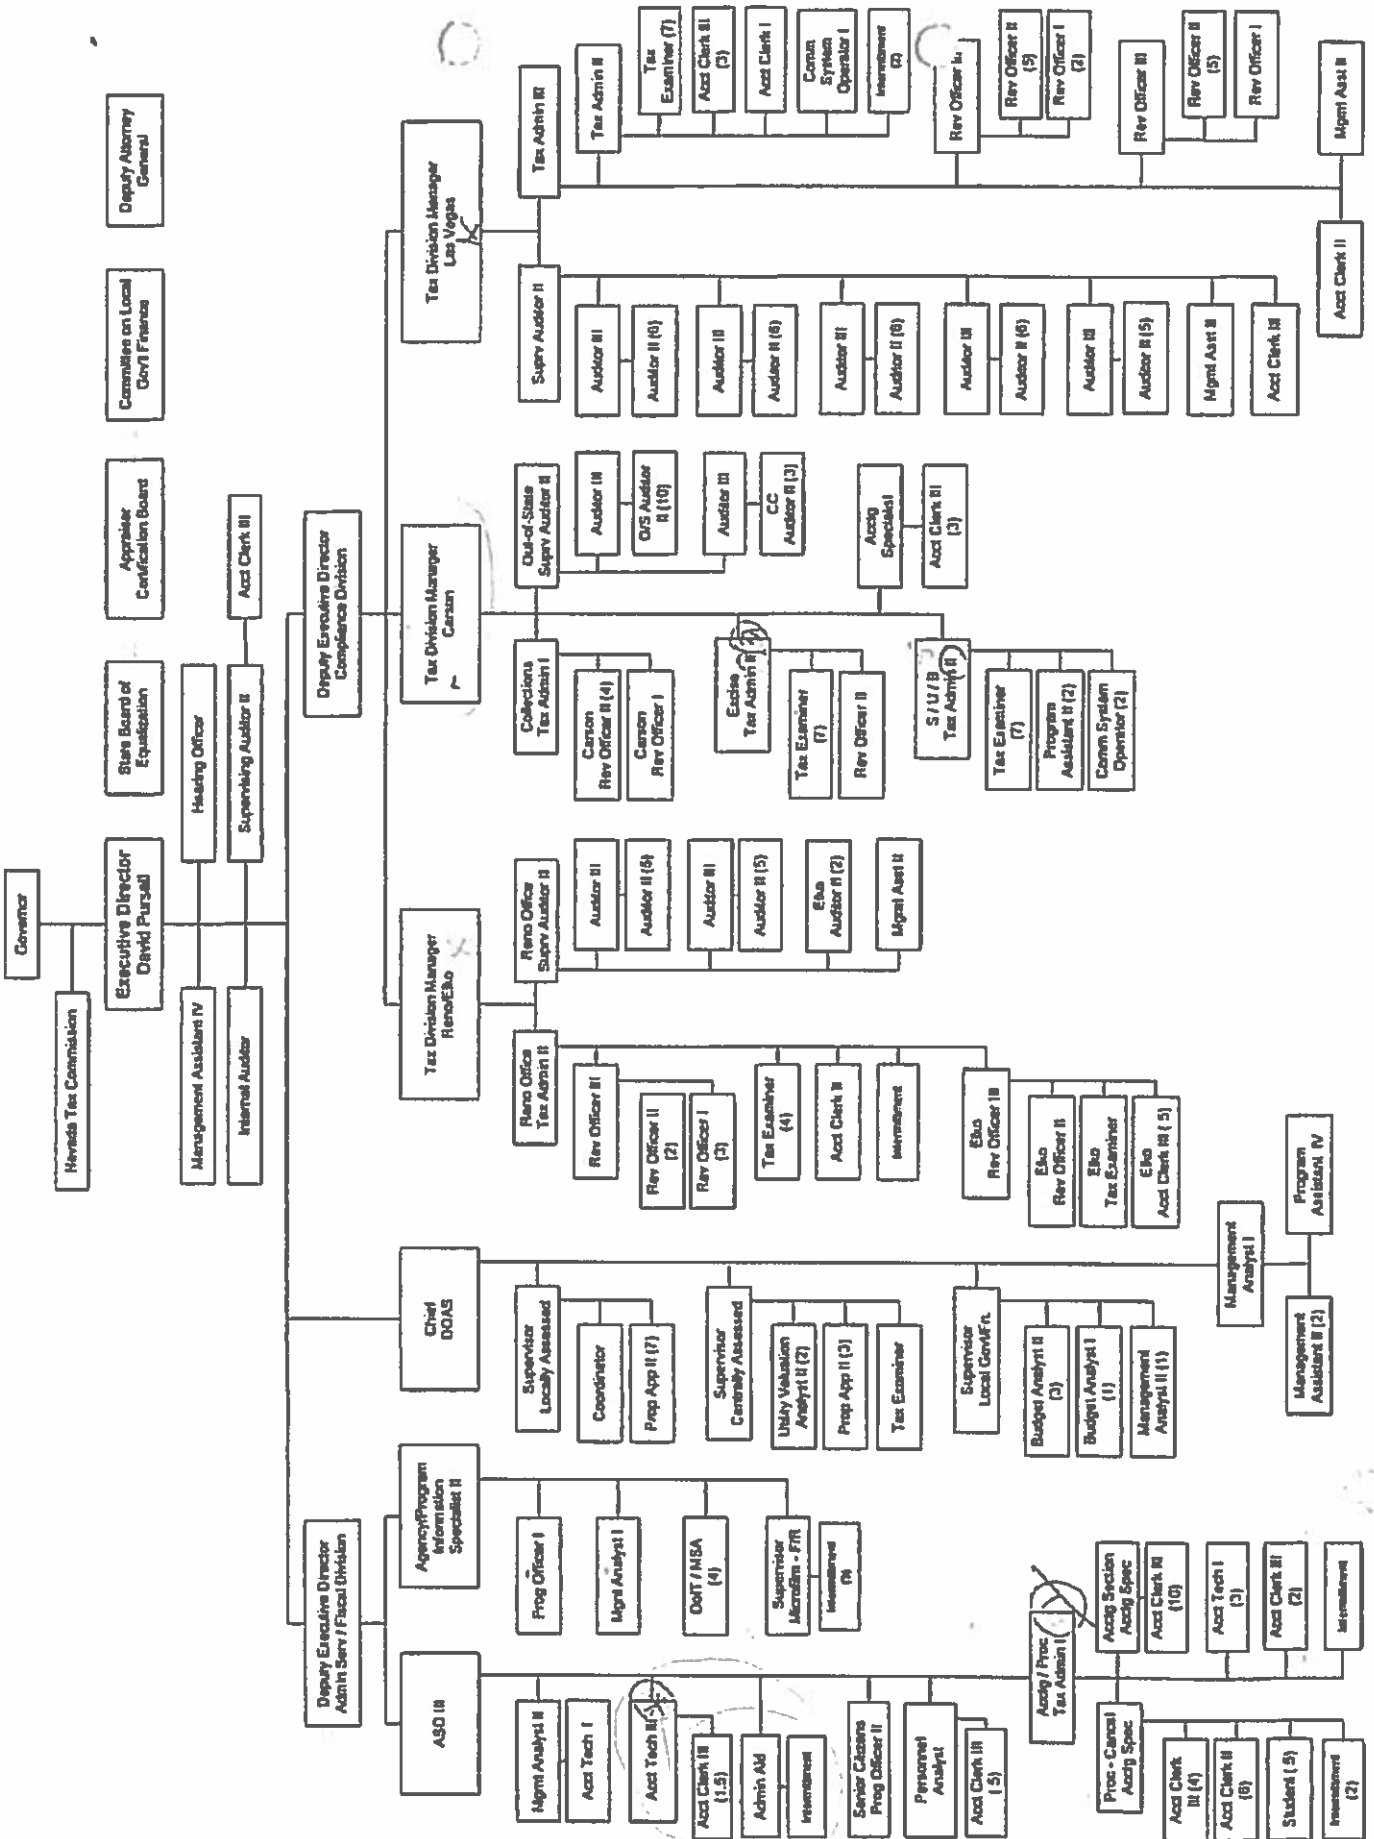 Governor
Nevada Tax Commission
Executive Director
David Pursell
State Board of
Equalization
Appraiser
Certification Board
Committee on Local
Gov't Finance
Deputy Attorney
General
Management Assistant IV
Hearing Officer
Internal Auditor
Supervising Auditor II
Acct Clerk III
Deputy Executive Director
Admin Serv / Fiscal Division
Deputy Executive Director
Compliance Division
ASO III
Agency/Program
Information
Specialist II
Chief
DOAS
Tax Division Manager
Reno/Elko
Tax Division Manager
Carson
Tax Division Manager
Las Vegas
Mgmt Analyst II
Acct Tech I
Acct Tech III
Acct Clerk III
(1.5)
Admin Aid
Intermittent
Senior Citizens
Prog Officer II
Personnel
Analyst
Acct Clerk III
(.5)
Acctg / Proc
Tax Admin I
Proc - Cancel
Acctg Spec
Acct Clerk
III (4)
Acct Clerk II
(6)
Student (.5)
Intermittent
(2)
Acctg Section
Acctg Spec
Acct Clerk III
(10)
Acct Tech I
(3)
Acct Clerk III
(2)
Intermittent
Prog Officer I
Mgmt Analyst I
DoIT / MSA
(4)
Supervisor
Microfilm - F/R
Intermittent
Supervisor
Locally Assessed
Coordinator
Prop App II (7)
Supervisor
Centrally Assessed
Utility Valuation
Analyst II (2)
Prop App II (3)
Tax Examiner
Supervisor
Local Govt/Fn.
Budget Analyst II
(3)
Budget Analyst I
(1)
Management
Analyst II (1)
Management
Analyst I
Management
Assistant II (2)
Program
Assistant IV
Reno Office
Tax Admin II
Rev Officer III
Rev Officer II
(2)
Rev Officer I
(3)
Tax Examiner
(4)
Acct Clerk II
Intermittent
Elko
Rev Officer III
Elko
Rev Officer II
Elko
Tax Examiner
Elko
Acct Clerk III (.5)
Reno Office
Suprv Auditor II
Auditor III
Auditor II (5)
Auditor III
Auditor II (5)
Elko
Auditor II (2)
Mgmt Asst II
Collections
Tax Admin I
Carson
Rev Officer II (4)
Carson
Rev Officer I
Out-of-State
Suprv Auditor II
Auditor III
O/S Auditor
II (10)
Auditor III
CC
Auditor II (3)
Excise
Tax Admin II
Tax Examiner
(7)
Rev Officer II
Acctg
Specialist
Acct Clerk III
(3)
S / U / B
Tax Admin II
Tax Examiner
(7)
Program
Assistant II (2)
Comm System
Operator (2)
Suprv Auditor II
Auditor III
Auditor II (6)
Auditor III
Auditor II (6)
Auditor III
Auditor II (6)
Auditor III
Auditor II (6)
Auditor III
Auditor II (5)
Mgmt Asst II
Acct Clerk III
Tax Admin III
Tax Admin II
Tax
Examiner (7)
Acct Clerk III
(3)
Acct Clerk I
Comm
System
Operator I
Intermittent
(2)
Rev Officer
Rev Officer II
(5)
Rev Officer I
(2)
Rev Officer III
Rev Officer II
(5)
Rev Officer I
Acct Clerk II
Mgmt Asst II